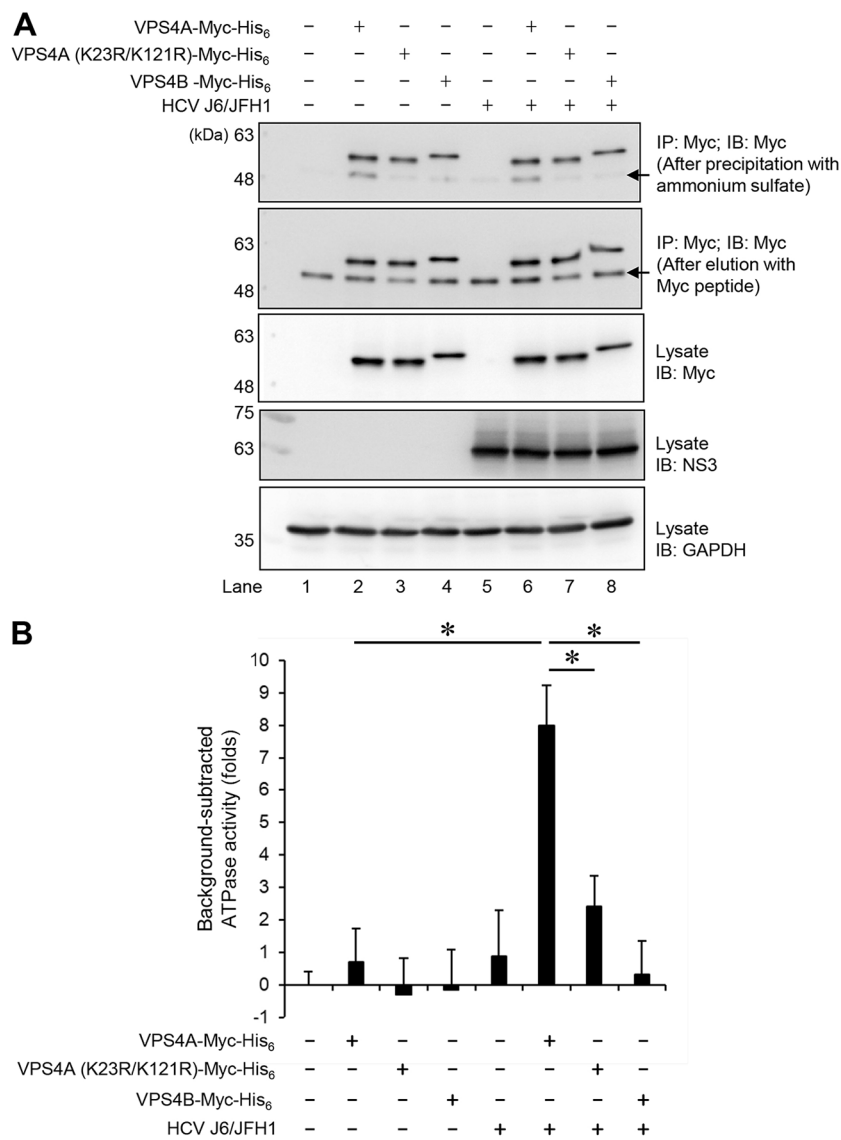 A
VPS4A-Myc-His6 – + – – – + – –
VPS4A (K23R/K121R)-Myc-His6 – – + – – – + –
VPS4B -Myc-His6 – – – + – – – +
HCV J6/JFH1 – – – – + + + +
(kDa) 63
48
IP: Myc; IB: Myc
(After precipitation with
ammonium sulfate)
63
48
IP: Myc; IB: Myc
(After elution with
Myc peptide)
63
48
Lysate
IB: Myc
75
63
Lysate
IB: NS3
35
Lysate
IB: GAPDH
Lane 1 2 3 4 5 6 7 8
B
* *
*
Background-subtracted
ATPase activity (folds)
10
9
8
7
6
5
4
3
2
1
0
-1
VPS4A-Myc-His6 – + – – – + – –
VPS4A (K23R/K121R)-Myc-His6 – – + – – – + –
VPS4B-Myc-His6 – – – + – – – +
HCV J6/JFH1 – – – – + + + +